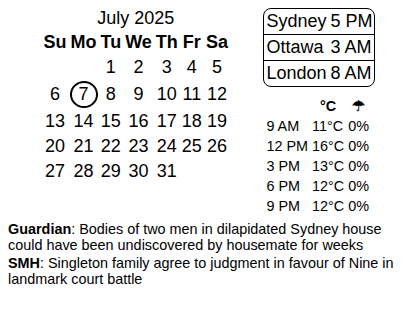 July 2025
Su Mo Tu We Th Fr Sa
1 2 3 4 5
6 7 8 9 10 11 12
13 14 15 16 17 18 19
20 21 22 23 24 25 26
27 28 29 30 31
Sydney 5 PM
Ottawa 3 AM
London 8 AM
°C ☂
9 AM 11°C 0%
12 PM 16°C 0%
3 PM 13°C 0%
6 PM 12°C 0%
9 PM 12°C 0%
Guardian: Bodies of two men in dilapidated Sydney house
could have been undiscovered by housemate for weeks
SMH: Singleton family agree to judgment in favour of Nine in
landmark court battle